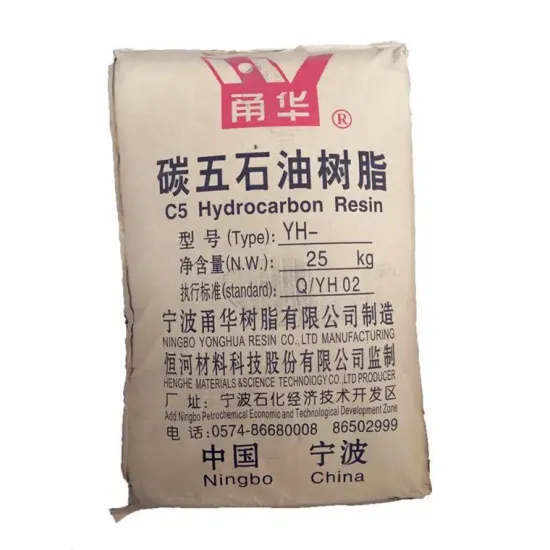 甬华®
碳五石油树脂
C5 Hydrocarbon Resin
型号(Type): YH-
净含量(N.W.): 25 kg
执行标准(standard): Q/YH 02
宁波甬华树脂有限公司制造
NINGBO YONGHUA RESIN CO.,LTD MANUFACTURING
恒河材料科技股份有限公司监制
HENGHE MATERIALS&SCIENCE TECHNOIOGY CO.,LTD PRODUCER
厂址:宁波石化经济技术开发区
Add:Ningbo Petrochemical Economic and Technological Development Zone
电话:0574-86680008 86502999
中国 宁波
Ningbo China